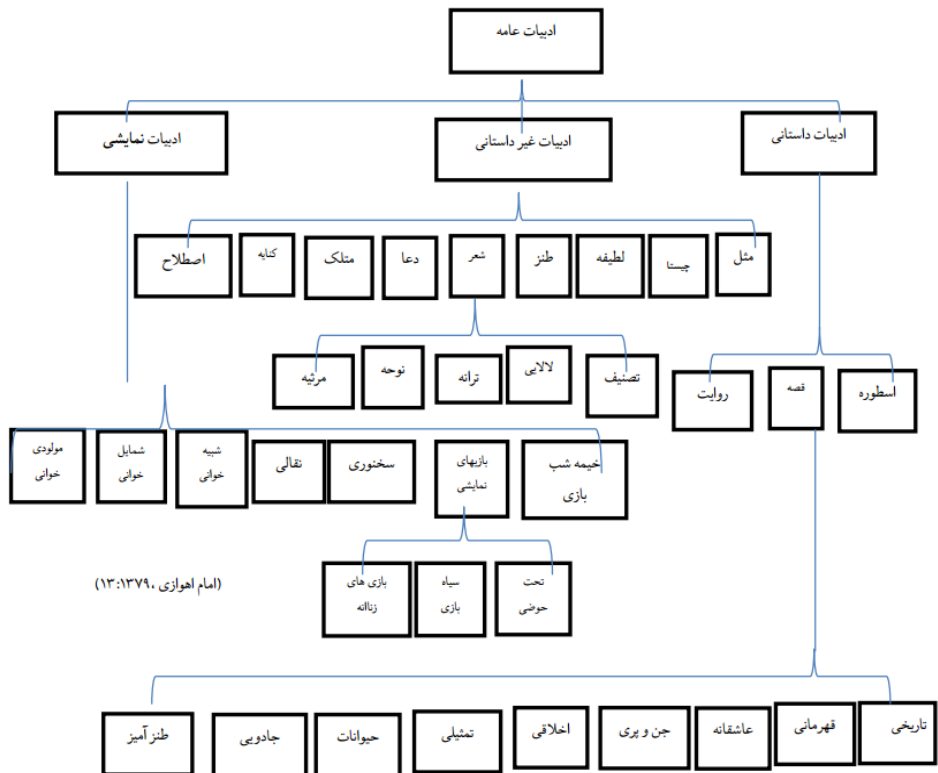 ادبیات عامه
ادبیات داستانی
ادبیات غیر داستانی
ادبیات نمایشی
مثل
چیستا
لطیفه
طنز
شعر
دعا
متلک
کنایه
اصطلاح
تصنیف
لالایی
ترانه
نوحه
مرثیه
اسطوره
قصه
روایت
خیمه شب
بازی
بازیهای
نمایشی
سخنوری
نقالی
شبیه
خوانی
شمایل
خوانی
مولودی
خوانی
تحت
حوضی
سیاه
بازی
بازی های
زنانه
(امام اهوازی ،۱۳:۱۳۷۹)
تاریخی
قهرمانی
عاشقانه
جن و پری
اخلاقی
تمثیلی
حیوانات
جادویی
طنز آمیز